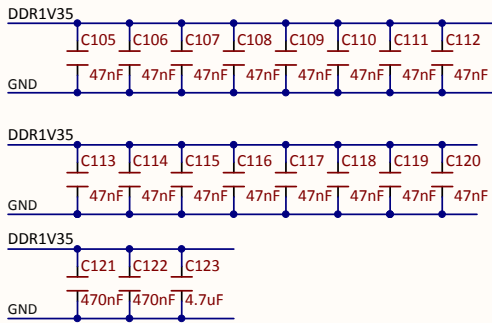 DDR1V35
C105 C106 C107 C108 C109 C110 C111 C112
47nF 47nF 47nF 47nF 47nF 47nF 47nF 47nF
GND
DDR1V35
C113 C114 C115 C116 C117 C118 C119 C120
47nF 47nF 47nF 47nF 47nF 47nF 47nF 47nF
GND
DDR1V35
C121 C122 C123
470nF 470nF 4.7uF
GND